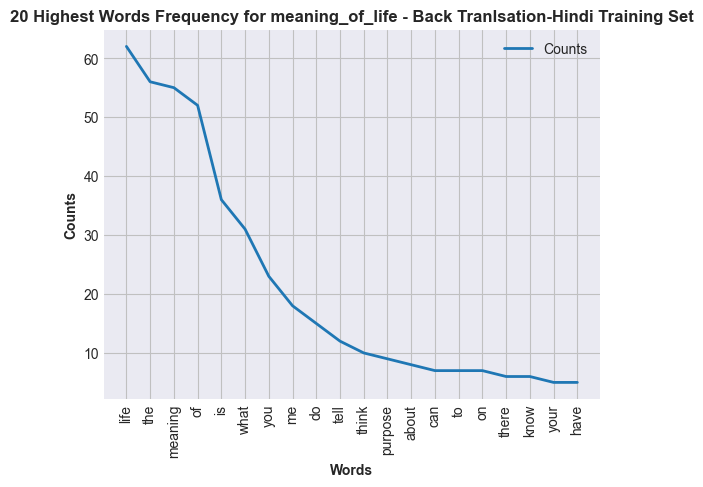 20 Highest Words Frequency for meaning_of_life - Back Tranlsation-Hindi Training Set
Counts
60
50
40
30
20
10
Counts
life
the
meaning
of
is
what
you
me
do
tell
think
purpose
about
can
to
on
there
know
your
have
Words